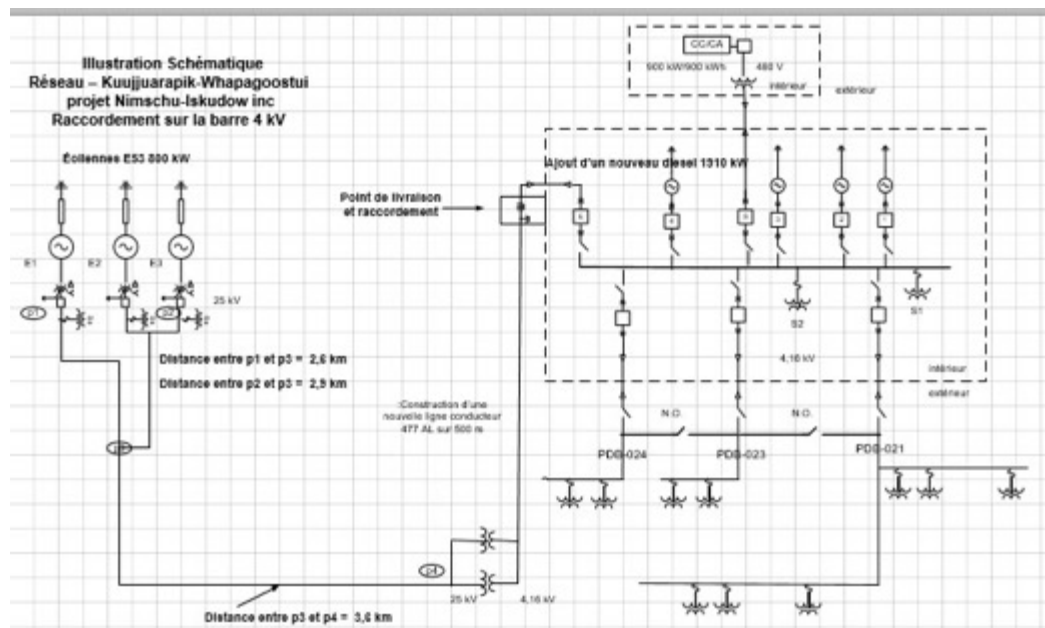 Illustration Schématique
Réseau – Kuujjuarapik-Whapagoostui
projet Nimschu-Iskudow inc
Raccordement sur la barre 4 kV
Éoliennes E53 800 kW
E1
E2
E3
p1
25 kV
Distance entre p1 et p3 = 2,6 km
Distance entre p2 et p3 = 2,9 km
Point de livraison
et raccordement
:Construction d'une
nouvelle ligne conducteur
477 AL sur 500 m
p4
25 kV
4,16 kV
Distance entre p3 et p4 = 3,6 km
CC/CA
900 kW/900 kWh
480 V
intérieur
extérieur
Ajout d'un nouveau diesel 1310 kW
S2
S1
4,16 kV
intérieur
extérieur
N.O.
N.O.
PDB-024
PDB-023
PDB-021